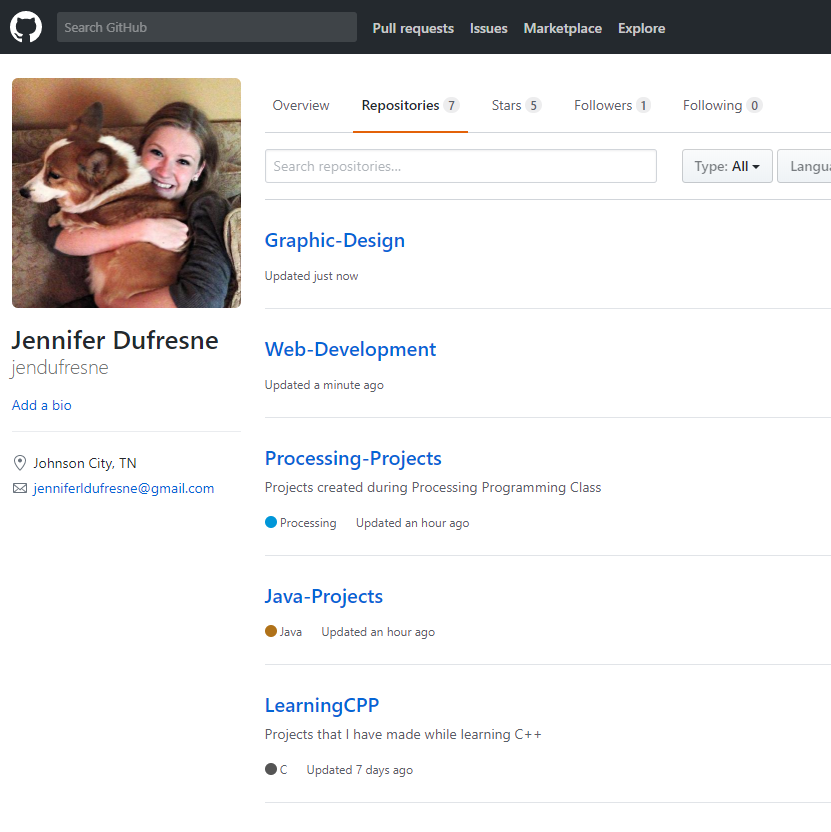 Search GitHub
Pull requests Issues Marketplace Explore
Overview Repositories 7 Stars 5 Followers 1 Following 0
Search repositories... Type: All Langua
Graphic-Design
Updated just now
Jennifer Dufresne
jendufresne
Web-Development
Updated a minute ago
Add a bio
Johnson City, TN
jenniferldufresne@gmail.com
Processing-Projects
Projects created during Processing Programming Class
Processing Updated an hour ago
Java-Projects
Java Updated an hour ago
LearningCPP
Projects that I have made while learning C++
C Updated 7 days ago